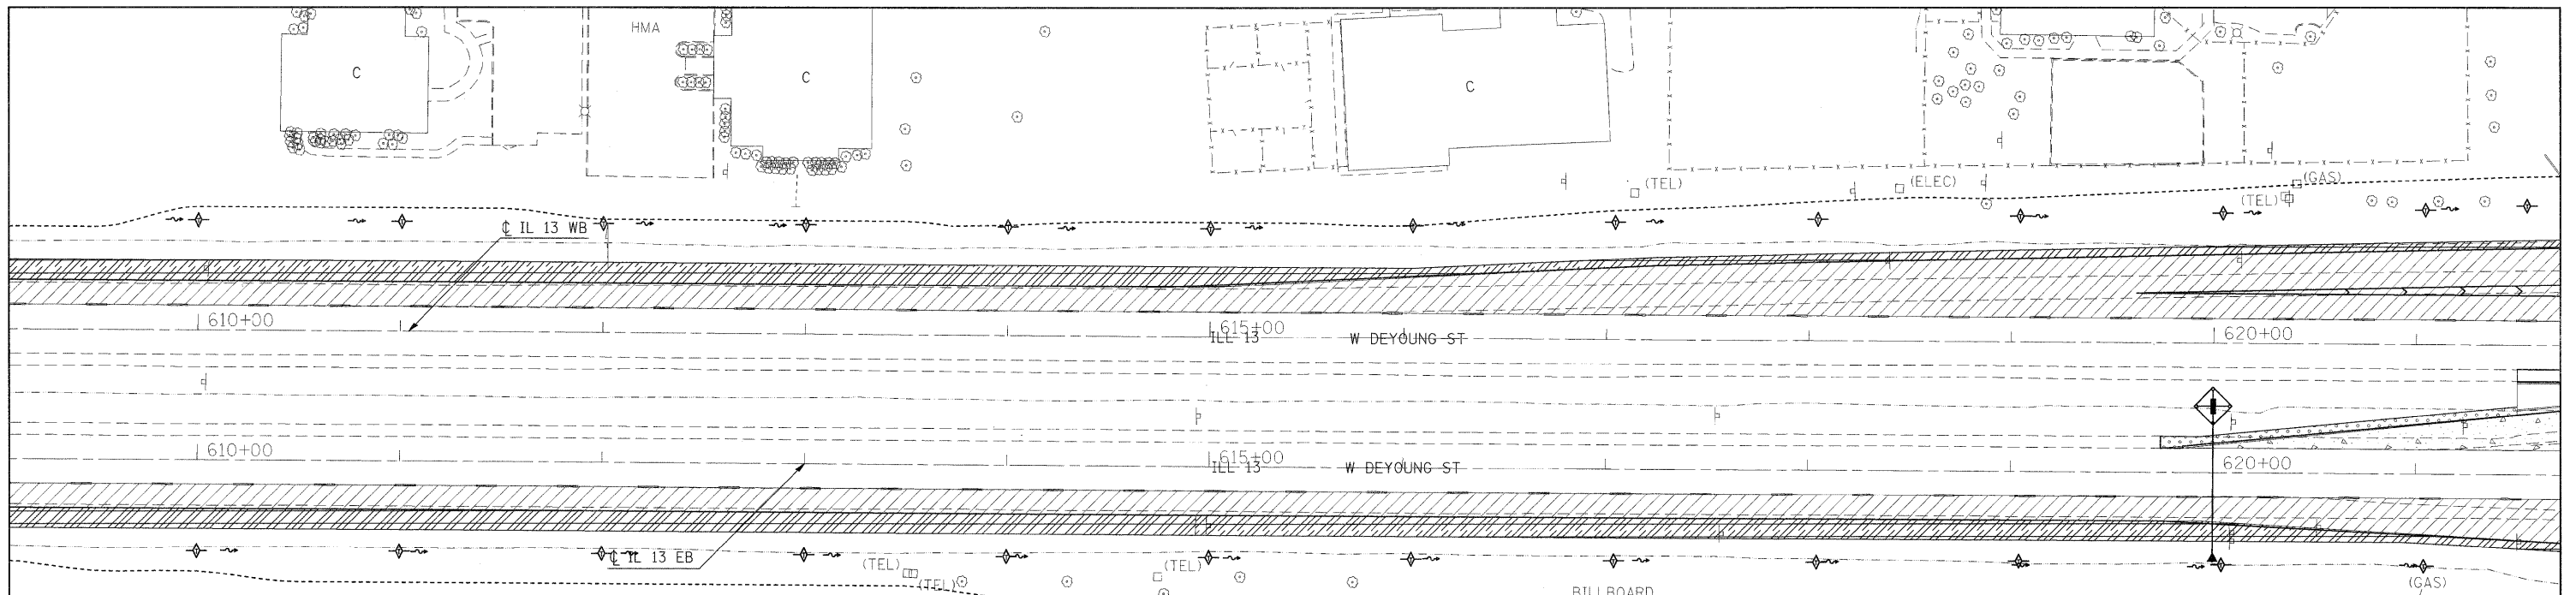 HMA
C
C
C
(TEL)
(ELEC)
(GAS)
(TEL)
℄ IL 13 WB
610+00
615+00
620+00
ILL 13
W DEYOUNG ST
610+00
615+00
620+00
ILL 13
W DEYOUNG ST
℄ IL 13 EB
(TEL)
(TEL)
(TEL)
BILLBOARD
(GAS)